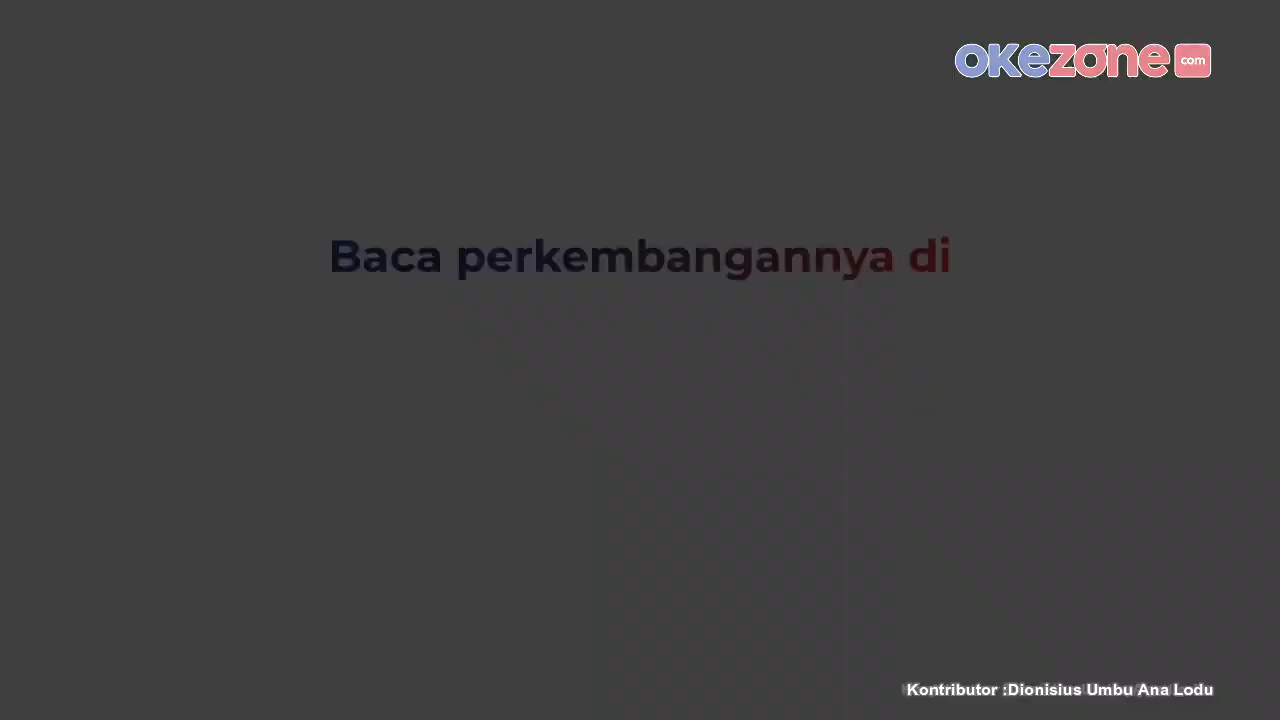 okezone com
Baca perkembangannya di
Kontributor :Dionisius Umbu Ana Lodu